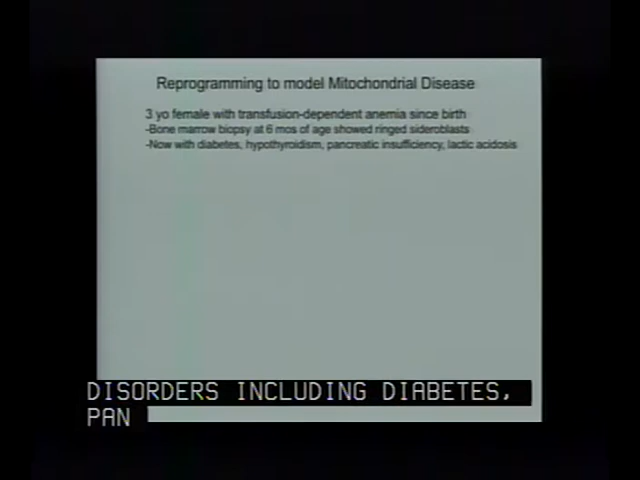 Reprogramming to model Mitochondrial Disease
3 yo female with transfusion-dependent anemia since birth
-Bone marrow biopsy at 6 mos of age showed ringed sideroblasts
-Now with diabetes, hypothyroidism, pancreatic insufficiency, lactic acidosis
DISORDERS INCLUDING DIABETES,
PAN